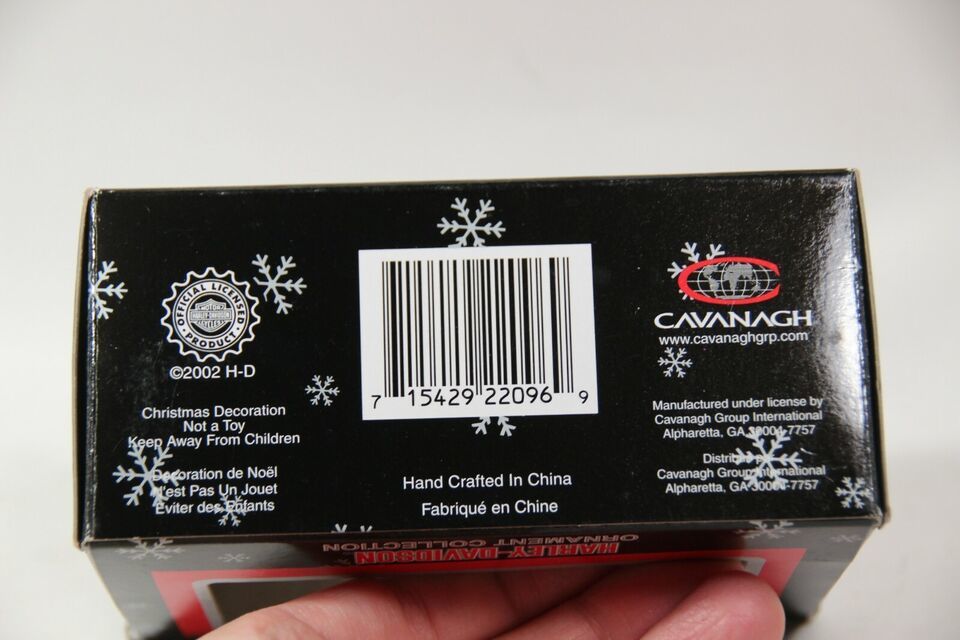 OFFICIAL LICENSED
MOTOR
HARLEY-DAVIDSON
CYCLES
PRODUCT
©2002 H-D
Christmas Decoration
Not a Toy
Keep Away From Children
Decoration de Noël
N'est Pas Un Jouet
Eviter des Enfants
7 15429 22096 9
Hand Crafted In China
Fabriqué en Chine
CAVANAGH
www.cavanaghgrp.com
Manufactured under license by
Cavanagh Group International
Alpharetta, GA 30004-7757
Cavanagh Group International
Alpharetta, GA 30004-7757
HARLEY-DAVIDSON
ORNAMENT COLLECTION